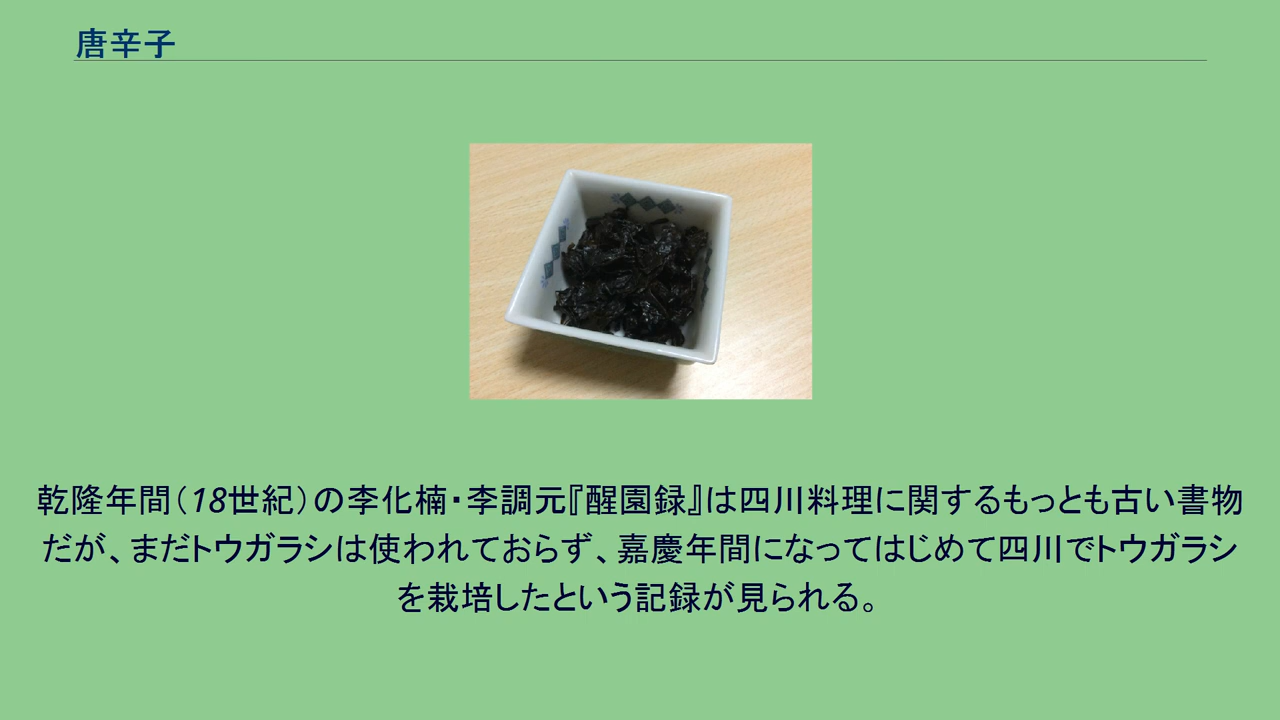 唐辛子
乾隆年間（18世紀）の李化楠・李調元『醒園録』は四川料理に関するもっとも古い書物
だが、まだトウガラシは使われておらず、嘉慶年間になってはじめて四川でトウガラシ
を栽培したという記録が見られる。